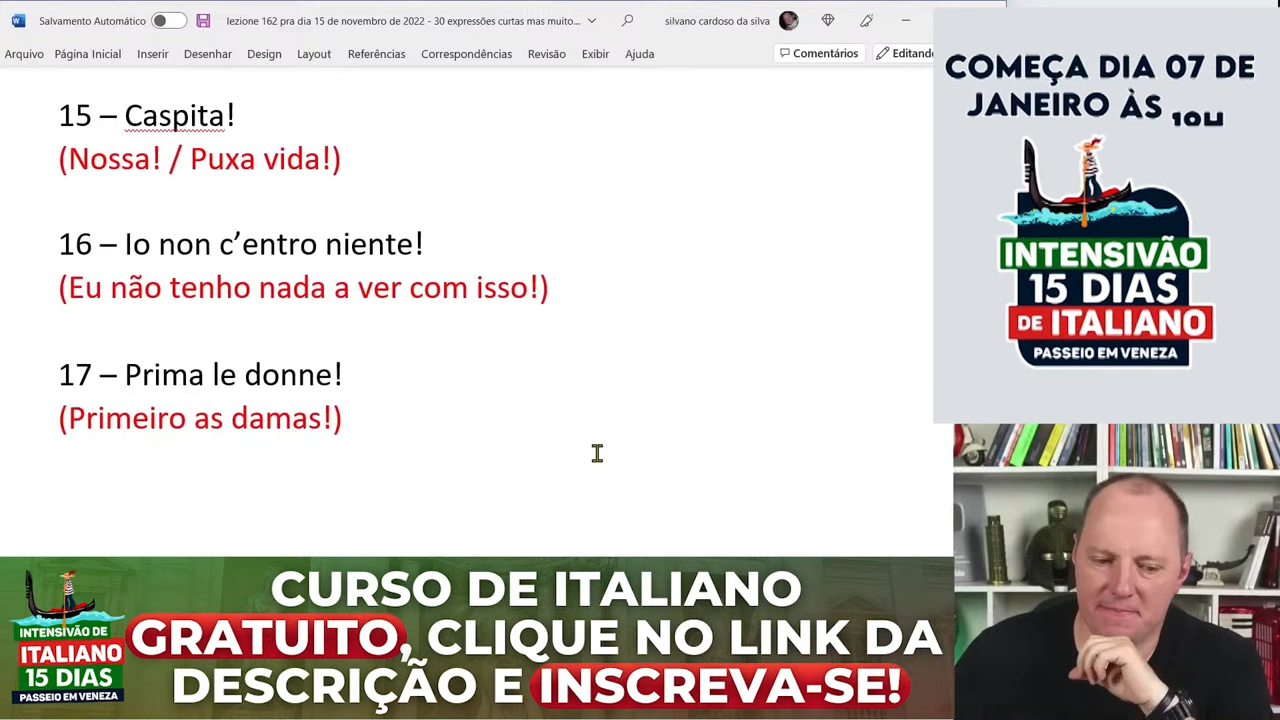 lezione 162 pra dia 15 de novembro de 2022 - 30 expressões curtas mas muito...
Salvamento Automático
silvano cardoso da silva
Arquivo Página Inicial Inserir Desenhar Design Layout Referências Correspondências Revisão Exibir Ajuda
Comentários
Editando
15 – Caspita!
(Nossa! / Puxa vida!)
16 – Io non c’entro niente!
(Eu não tenho nada a ver com isso!)
17 – Prima le donne!
(Primeiro as damas!)
COMEÇA DIA 07 DE
JANEIRO ÀS
INTENSIVÃO
15 DIAS
DE ITALIANO
PASSEIO EM VENEZA
INTENSIVÃO DE
ITALIANO
15 DIAS
PASSEIO EM VENEZA
CURSO DE ITALIANO
GRATUITO, CLIQUE NO LINK DA
DESCRIÇÃO E INSCREVA-SE!